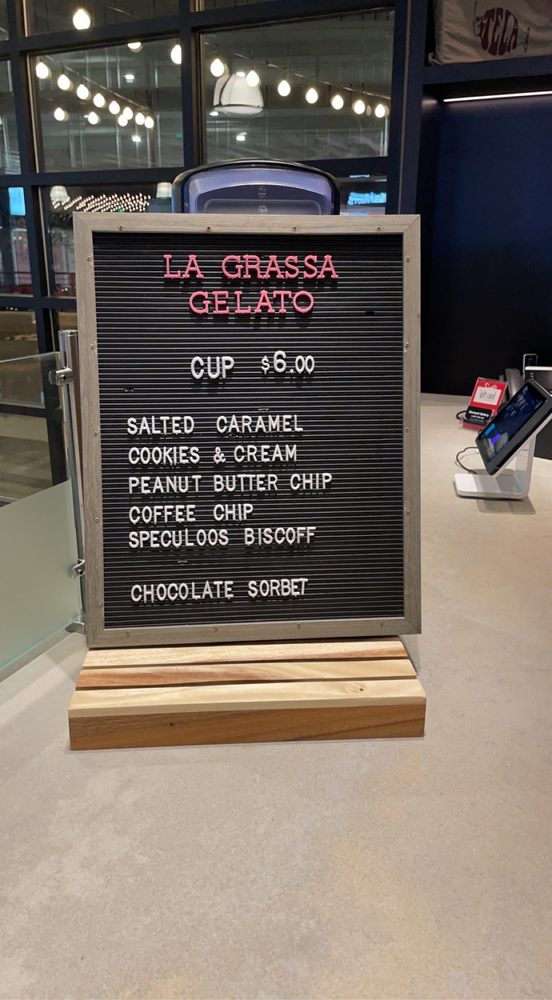 LA GRASSA
GELATO
CUP $6.00
SALTED CARAMEL
COOKIES & CREAM
PEANUT BUTTER CHIP
COFFEE CHIP
SPECULOOS BISCOFF
CHOCOLATE SORBET